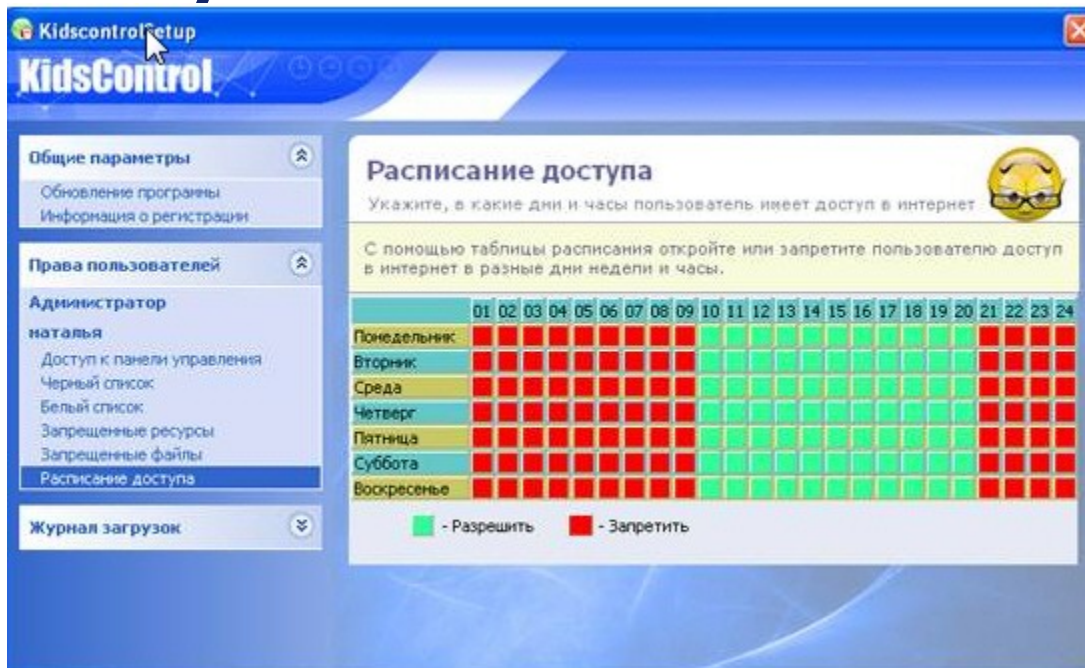 KidscontrolSetup
KidsControl
Общие параметры
Обновление программы
Информация о регистрации
Права пользователей
Администратор
наталья
Доступ к панели управления
Черный список
Белый список
Запрещенные ресурсы
Запрещенные файлы
Расписание доступа
Журнал загрузок
Расписание доступа
Укажите, в какие дни и часы пользователь имеет доступ в интернет
С помощью таблицы расписания откройте или запретите пользователю доступ
в интернет в разные дни недели и часы.
01 02 03 04 05 06 07 08 09 10 11 12 13 14 15 16 17 18 19 20 21 22 23 24
Понедельник
Вторник
Среда
Четверг
Пятница
Суббота
Воскресенье
- Разрешить - Запретить